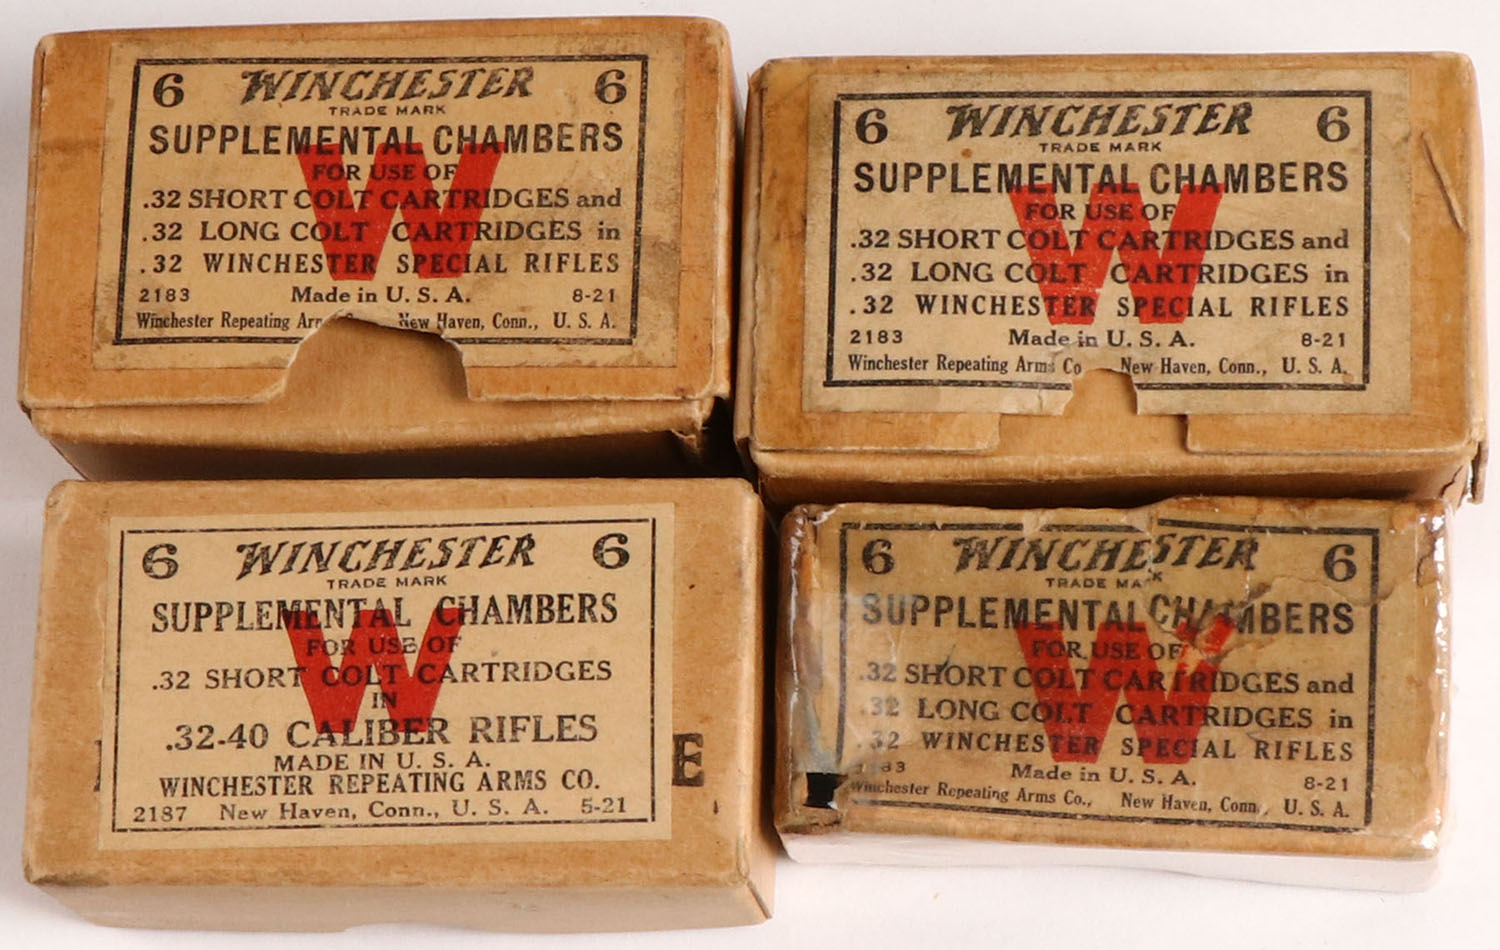 6 WINCHESTER 6
TRADE MARK
SUPPLEMENTAL CHAMBERS
FOR USE OF
.32 SHORT COLT CARTRIDGES and
.32 LONG COLT CARTRIDGES in
.32 WINCHESTER SPECIAL RIFLES
2183 Made in U. S. A. 8-21
Winchester Repeating New Haven, Conn., U. S. A.
6 WINCHESTER 6
TRADE MARK
SUPPLEMENTAL CHAMBERS
FOR USE OF
.32 SHORT COLT CARTRIDGES and
.32 LONG COLT CARTRIDGES in
.32 WINCHESTER SPECIAL RIFLES
2183 Made in U. S. A. 8-21
Winchester Repeating Arms Co New Haven, Conn., U. S. A.
6 WINCHESTER 6
TRADE MARK
SUPPLEMENTAL CHAMBERS
FOR USE OF
.32 SHORT COLT CARTRIDGES
IN
.32-40 CALIBER RIFLES
MADE IN U. S. A.
WINCHESTER REPEATING ARMS CO.
2187 New Haven, Conn., U. S. A. 5-21
E
W
6 WINCHESTER 6
TRADE MARK
SUPPLEMENTAL CHAMBERS
FOR USE OF
.32 SHORT COLT CARTRIDGES and
.32 LONG COLT CARTRIDGES in
.32 WINCHESTER SPECIAL RIFLES
2183 Made in U. S. A. 8-21
Winchester Repeating Arms Co., New Haven, Conn., U. S. A.
W
W
W